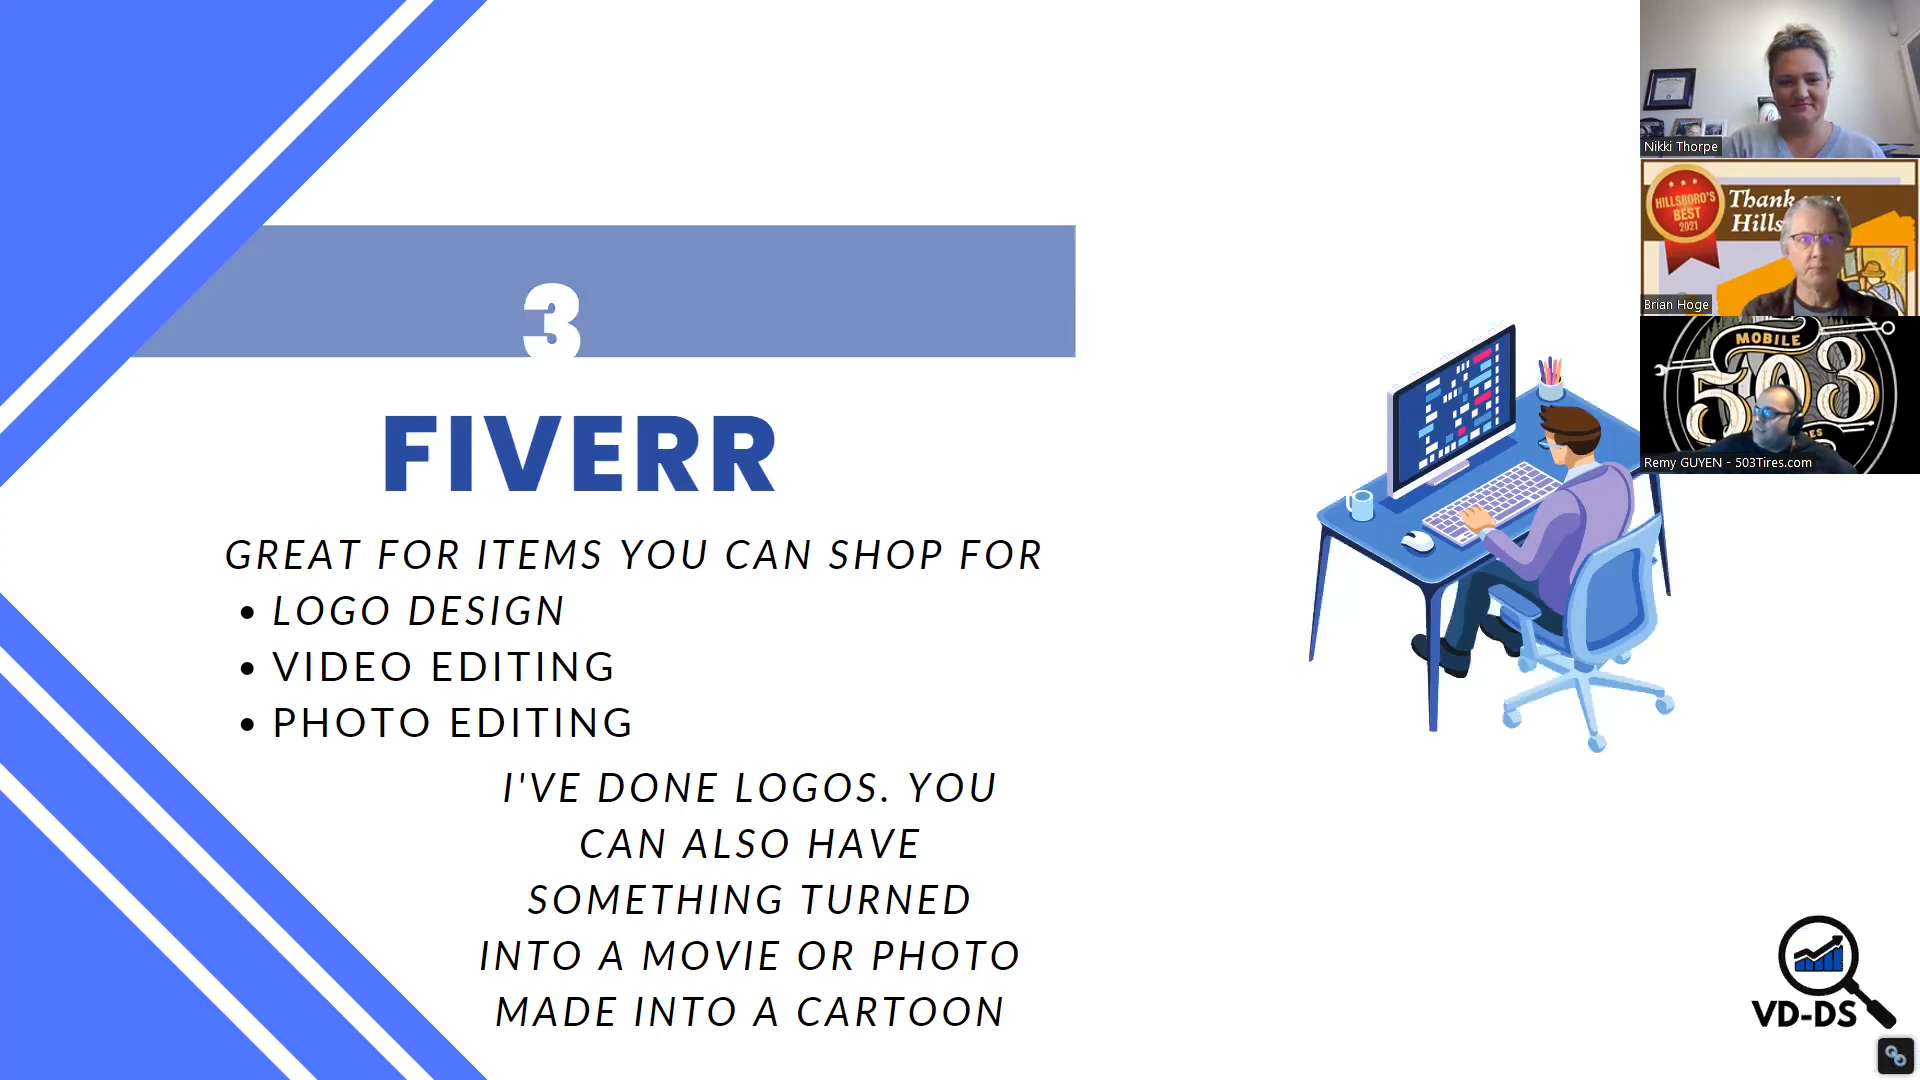 3
FIVERR
GREAT FOR ITEMS YOU CAN SHOP FOR
• LOGO DESIGN
• VIDEO EDITING
• PHOTO EDITING
I'VE DONE LOGOS. YOU
CAN ALSO HAVE
SOMETHING TURNED
INTO A MOVIE OR PHOTO
MADE INTO A CARTOON
Nikki Thorpe
HILLSBORO'S
BEST
2021
Thank
Hills
Brian Hoge
MOBILE
503
Remy GUYEN - 503Tires.com
VD-DS